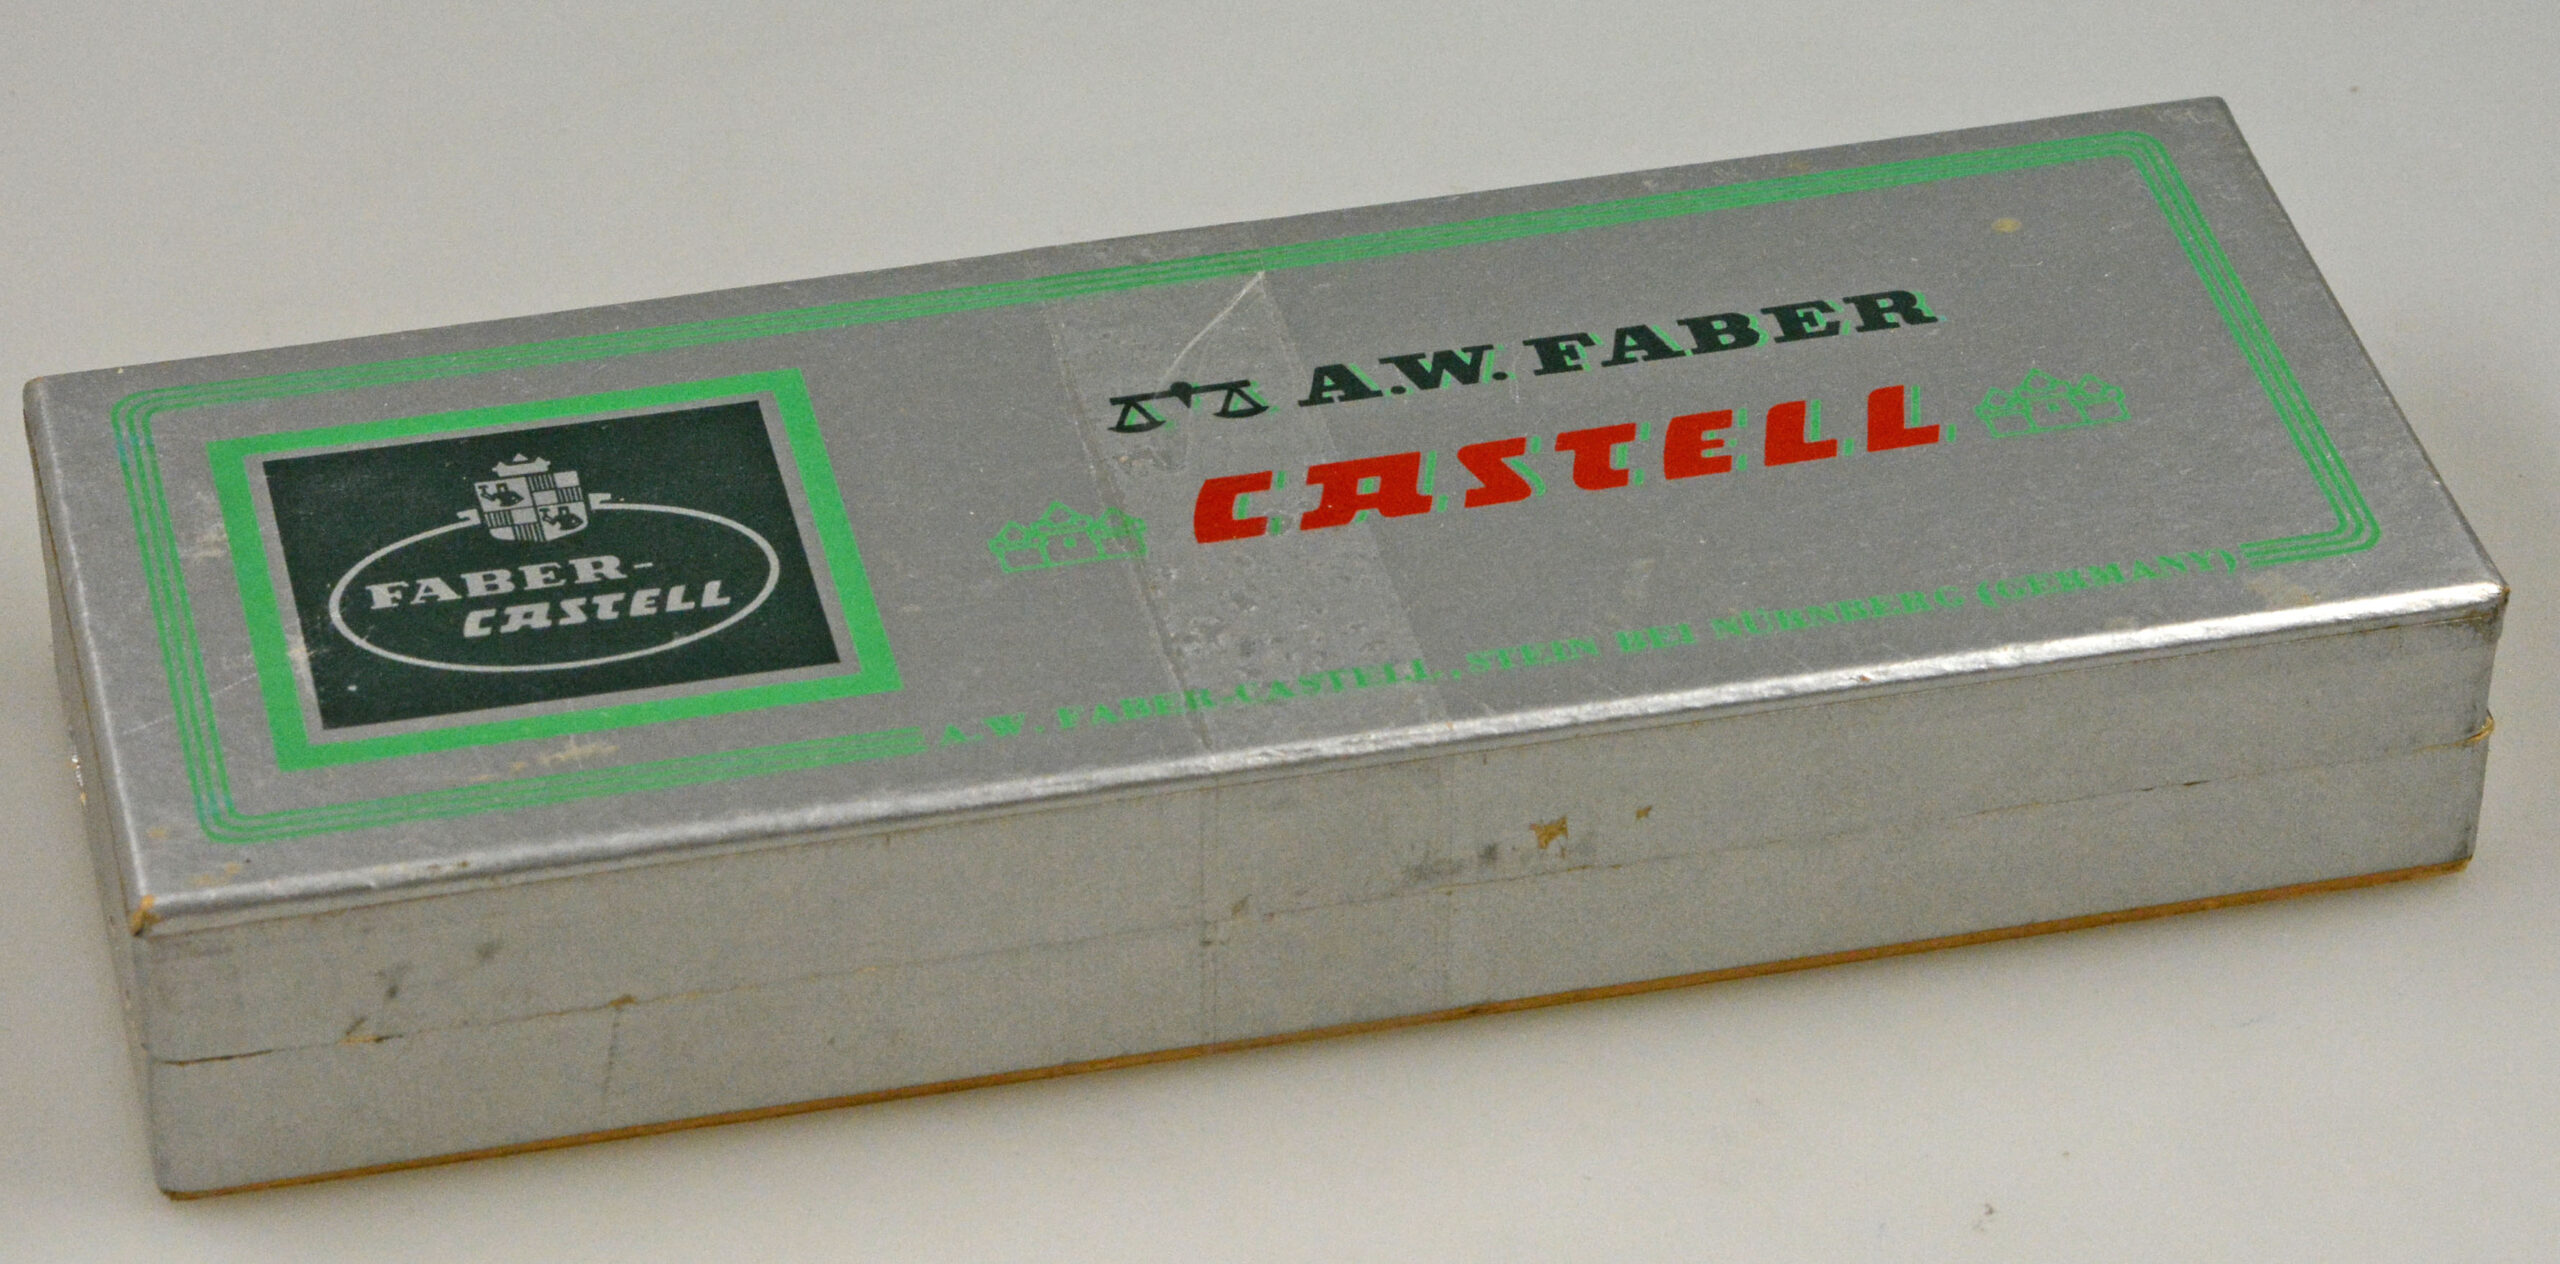 FABER-
CASTELL
A.W. FABER
CASTELL
A.W. FABER-CASTELL, STEIN BEI NÜRNBERG (GERMANY)